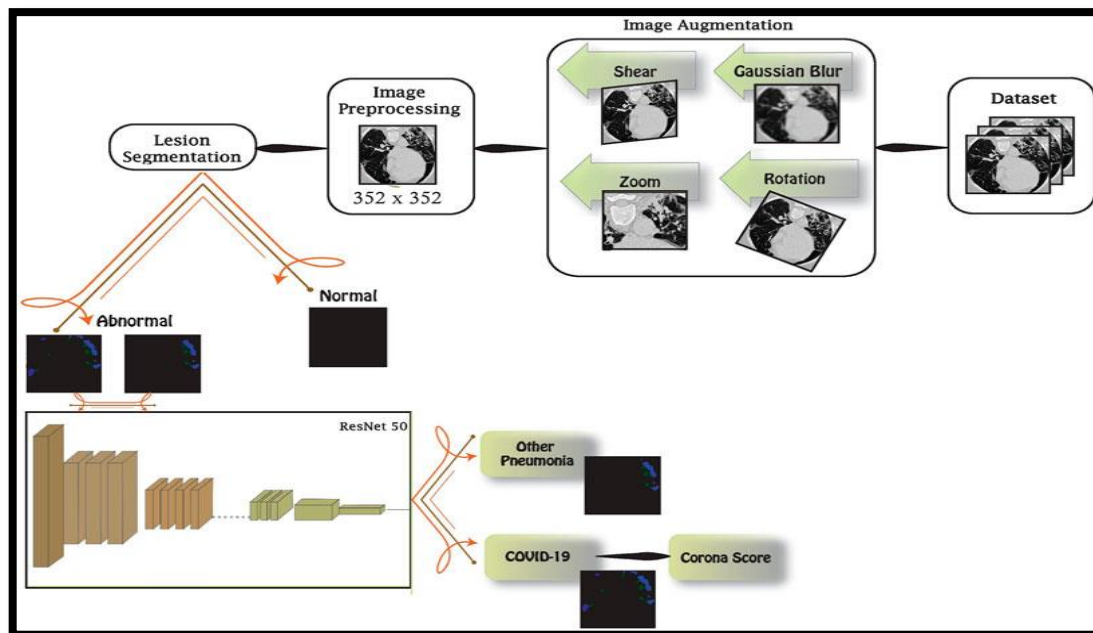 Image Augmentation
Shear
Gaussian Blur
Zoom
Rotation
Dataset
Image
Preprocessing
352 x 352
Lesion
Segmentation
Normal
Abnormal
ResNet 50
Other
Pneumonia
COVID-19
Corona Score